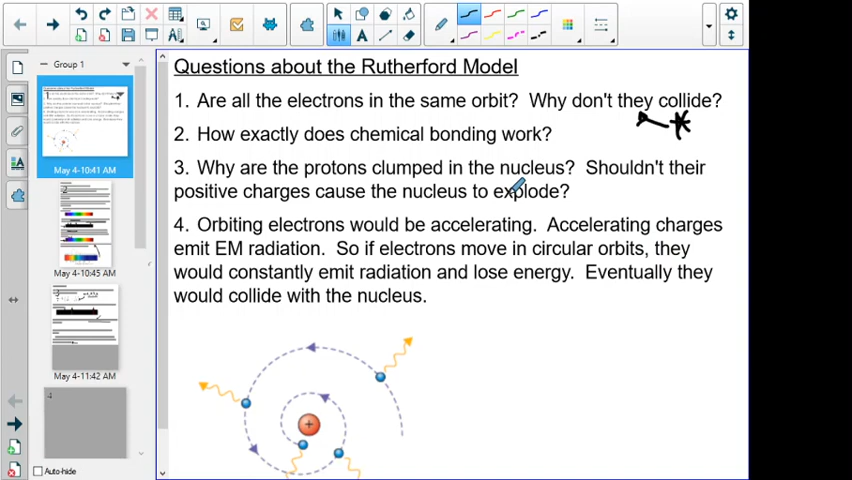 Group 1
Questions about the Rutherford Model
1. Are all the electrons in the same orbit? Why don't they collide?
2. How exactly does chemical bonding work?
3. Why are the protons clumped in the nucleus? Shouldn't their
positive charges cause the nucleus to explode?
4. Orbiting electrons would be accelerating. Accelerating charges
emit EM radiation. So if electrons move in circular orbits, they
would constantly emit radiation and lose energy. Eventually they
would collide with the nucleus.
+
May 4-10:41 AM
May 4-10:45 AM
May 4-11:42 AM
Auto-hide